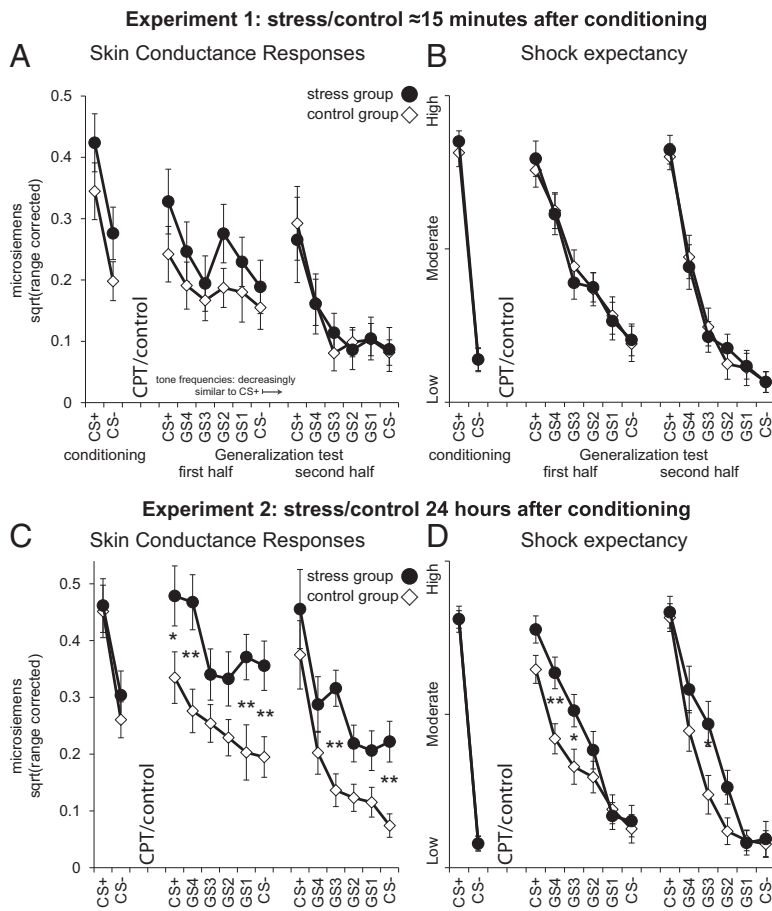 Experiment 1: stress/control ≈15 minutes after conditioning
A
Skin Conductance Responses
B
Shock expectancy
stress group
control group
stress group
control group
microsiemens
sqrt(range corrected)
0.5
0.4
0.3
0.2
0.1
0
High
Moderate
Low
CPT/control
CPT/control
tone frequencies: decreasingly
similar to CS+
CS+
CS-
CS+
GS4
GS3
GS2
GS1
CS-
CS+
GS4
GS3
GS2
GS1
CS-
CS+
CS-
CS+
GS4
GS3
GS2
GS1
CS-
CS+
GS4
GS3
GS2
GS1
CS-
conditioning
Generalization test
first half
second half
conditioning
Generalization test
first half
second half
Experiment 2: stress/control 24 hours after conditioning
C
Skin Conductance Responses
D
Shock expectancy
stress group
control group
stress group
control group
microsiemens
sqrt(range corrected)
0.5
0.4
0.3
0.2
0.1
0
High
Moderate
Low
CPT/control
CPT/control
*
**
**
**
**
**
**
*
*
CS+
CS-
CS+
GS4
GS3
GS2
GS1
CS-
CS+
GS4
GS3
GS2
GS1
CS-
CS+
CS-
CS+
GS4
GS3
GS2
GS1
CS-
CS+
GS4
GS3
GS2
GS1
CS-